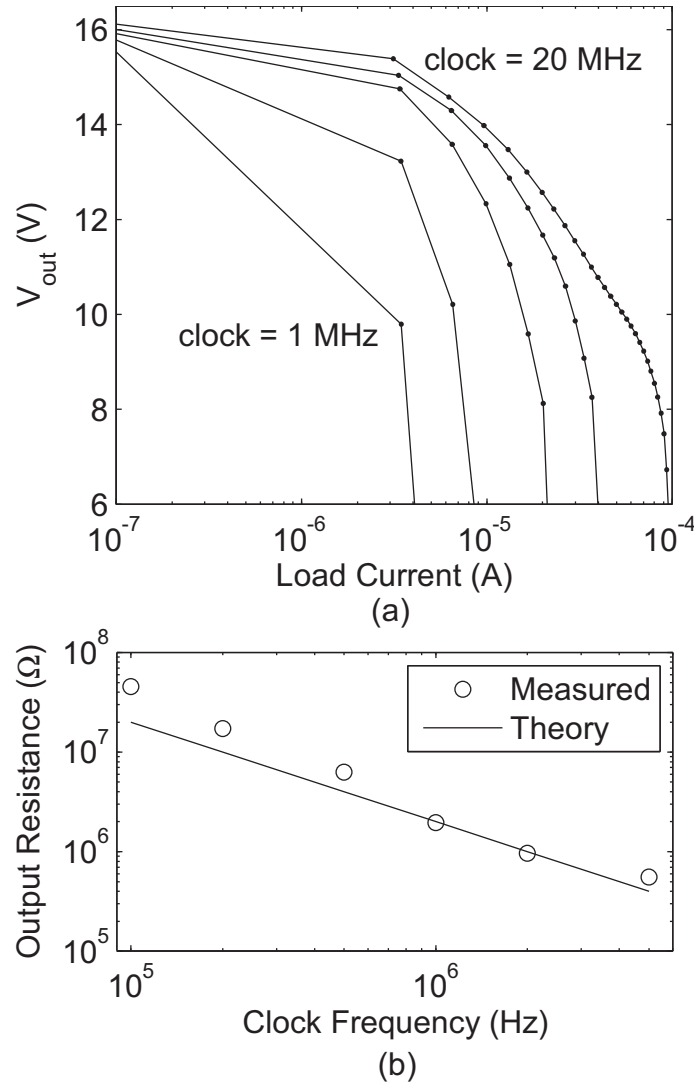 16
14
12
10
8
6
V_out (V)
clock = 20 MHz
clock = 1 MHz
10^-7
10^-6
10^-5
10^-4
Load Current (A)
(a)
10^8
10^7
10^6
10^5
Output Resistance (Ω)
Measured
Theory
10^5
10^6
Clock Frequency (Hz)
(b)